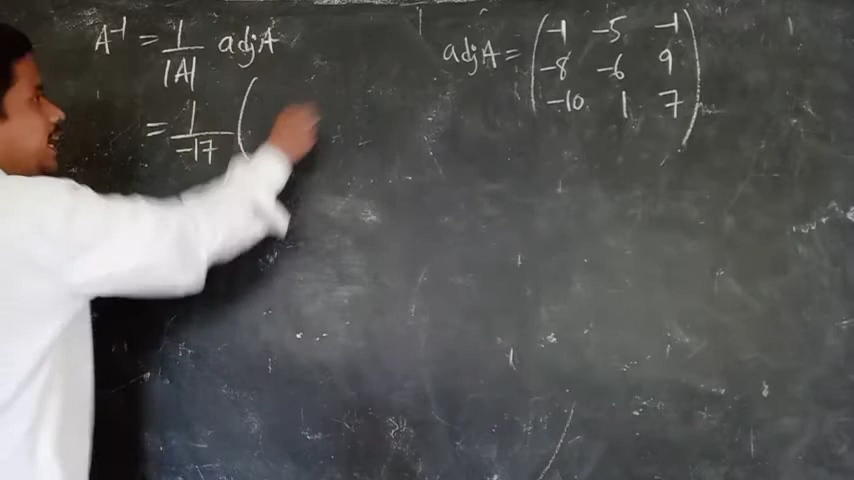 A⁻¹ = 1/|A| adjA
= 1/-17 (
adjA = (-1 -5 -1
-8 -6 9
-10 1 7)